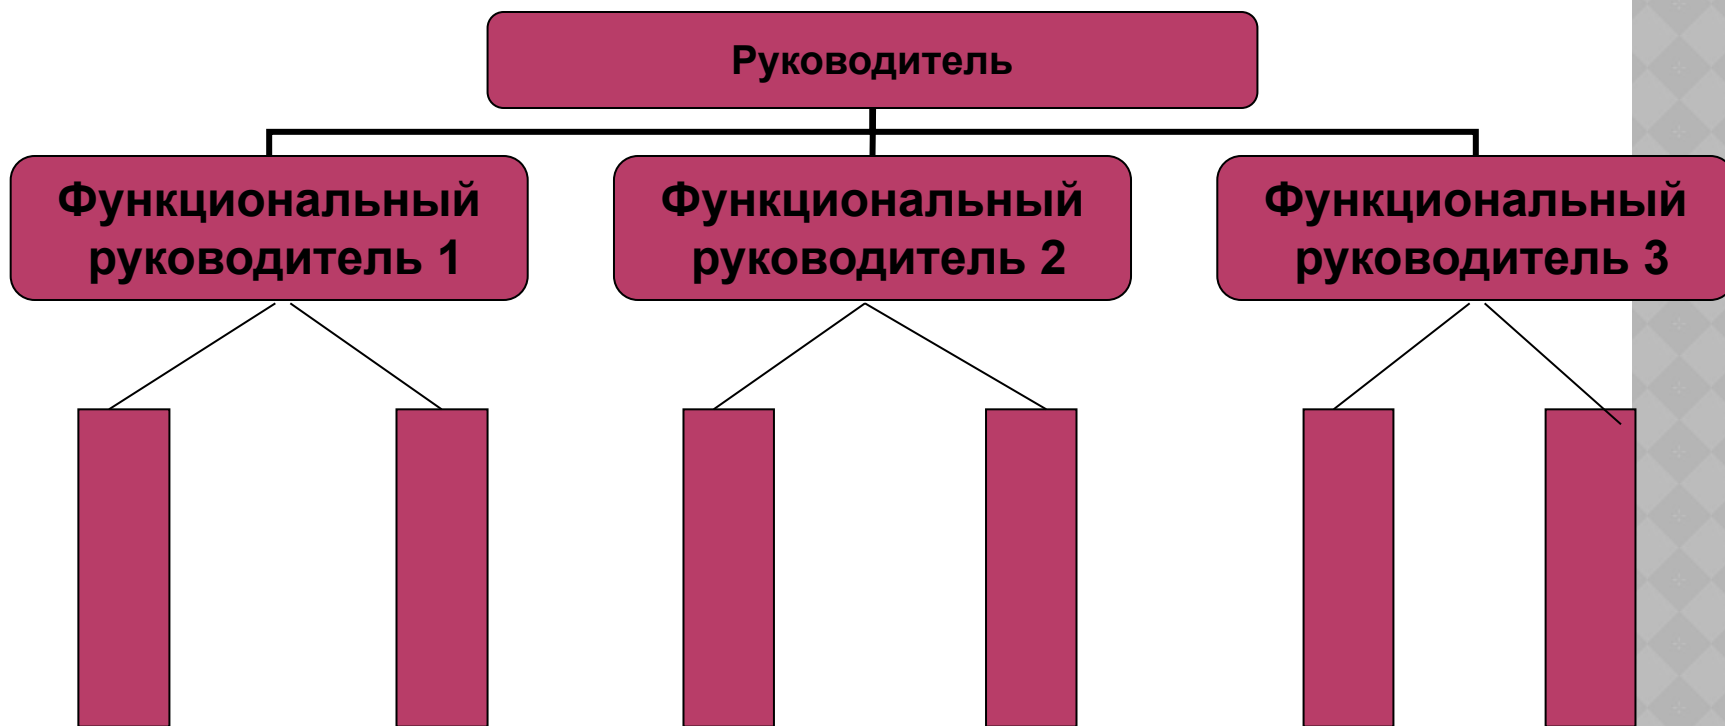 Руководитель
Функциональный
руководитель 1
Функциональный
руководитель 2
Функциональный
руководитель 3